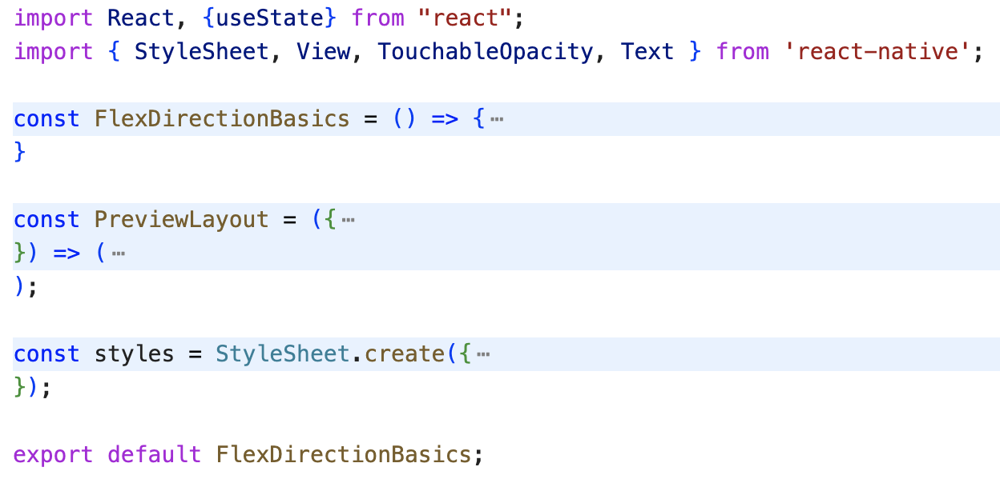 import React, {useState} from "react";
import { StyleSheet, View, TouchableOpacity, Text } from 'react-native';
const FlexDirectionBasics = () => {⋯
}
const PreviewLayout = ({⋯
}) => (⋯
);
const styles = StyleSheet.create({⋯
});
export default FlexDirectionBasics;